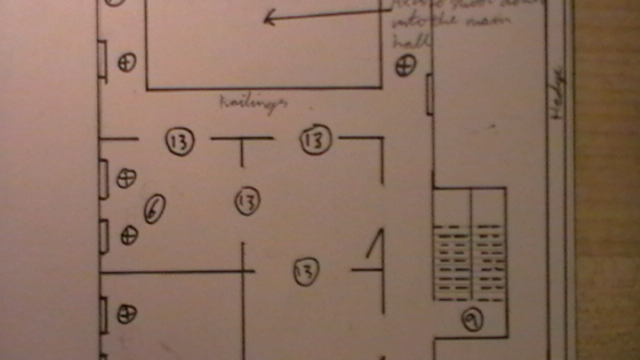 into the main
hall
Railings
Hedge
13
13
6
13
13
9